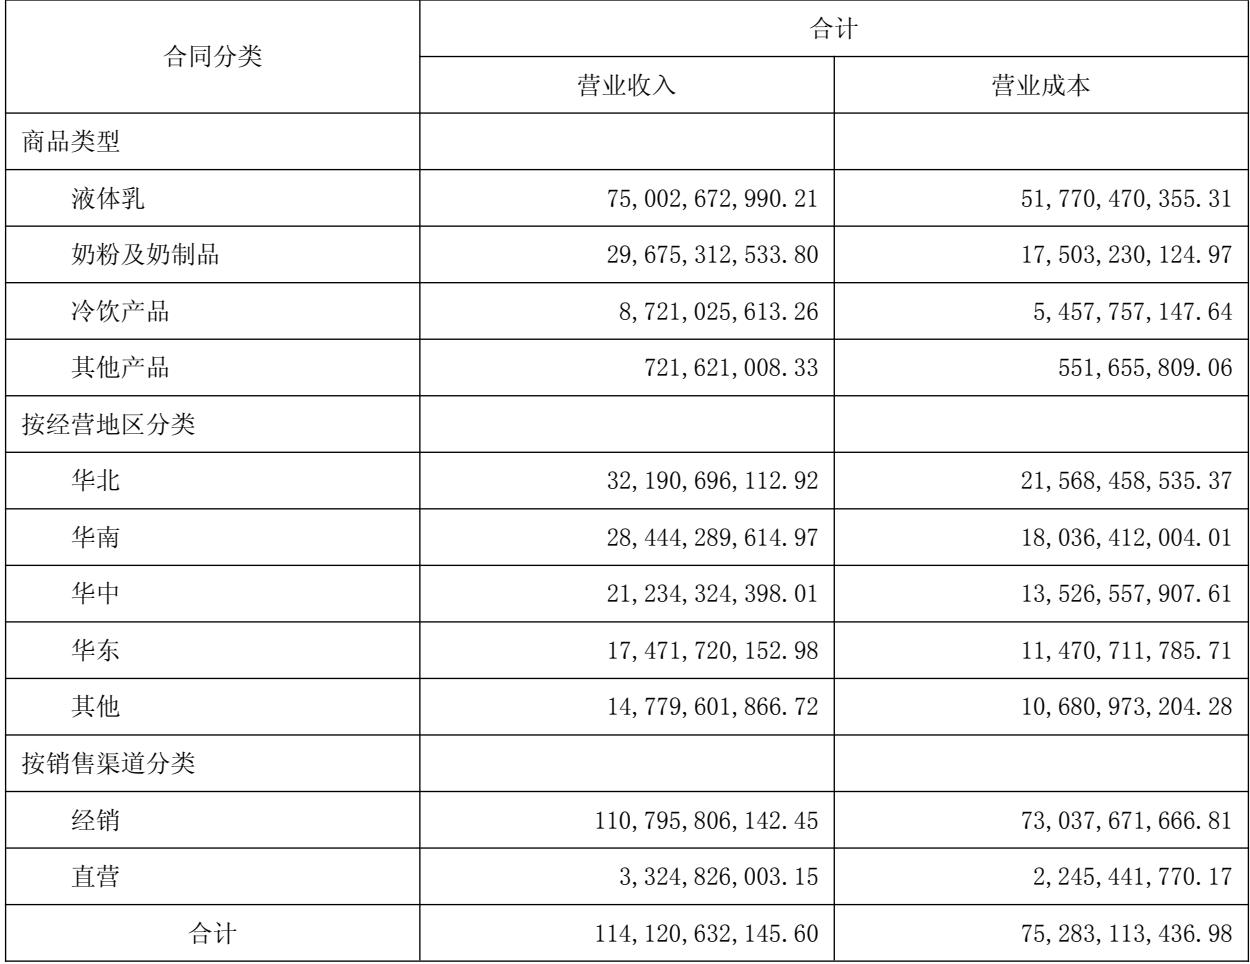 合同分类 合计
营业收入 营业成本
商品类型
液体乳 75,002,672,990.21 51,770,470,355.31
奶粉及奶制品 29,675,312,533.80 17,503,230,124.97
冷饮产品 8,721,025,613.26 5,457,757,147.64
其他产品 721,621,008.33 551,655,809.06
按经营地区分类
华北 32,190,696,112.92 21,568,458,535.37
华南 28,444,289,614.97 18,036,412,004.01
华中 21,234,324,398.01 13,526,557,907.61
华东 17,471,720,152.98 11,470,711,785.71
其他 14,779,601,866.72 10,680,973,204.28
按销售渠道分类
经销 110,795,806,142.45 73,037,671,666.81
直营 3,324,826,003.15 2,245,441,770.17
合计 114,120,632,145.60 75,283,113,436.98